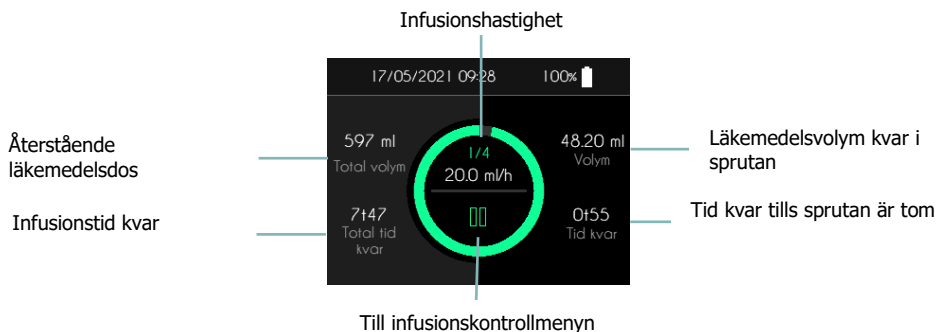 Infusionshastighet
17/05/2021 09:28 100%
Återstående
läkemedelsdos
597 ml
Total volym
1/4
20.0 ml/h
48.20 ml
Volym
Läkemedelsvolym kvar i
sprutan
Infusionstid kvar
7t47
Total tid
kvar
0t55
Tid kvar
Tid kvar tills sprutan är tom
Till infusionskontrollmenyn